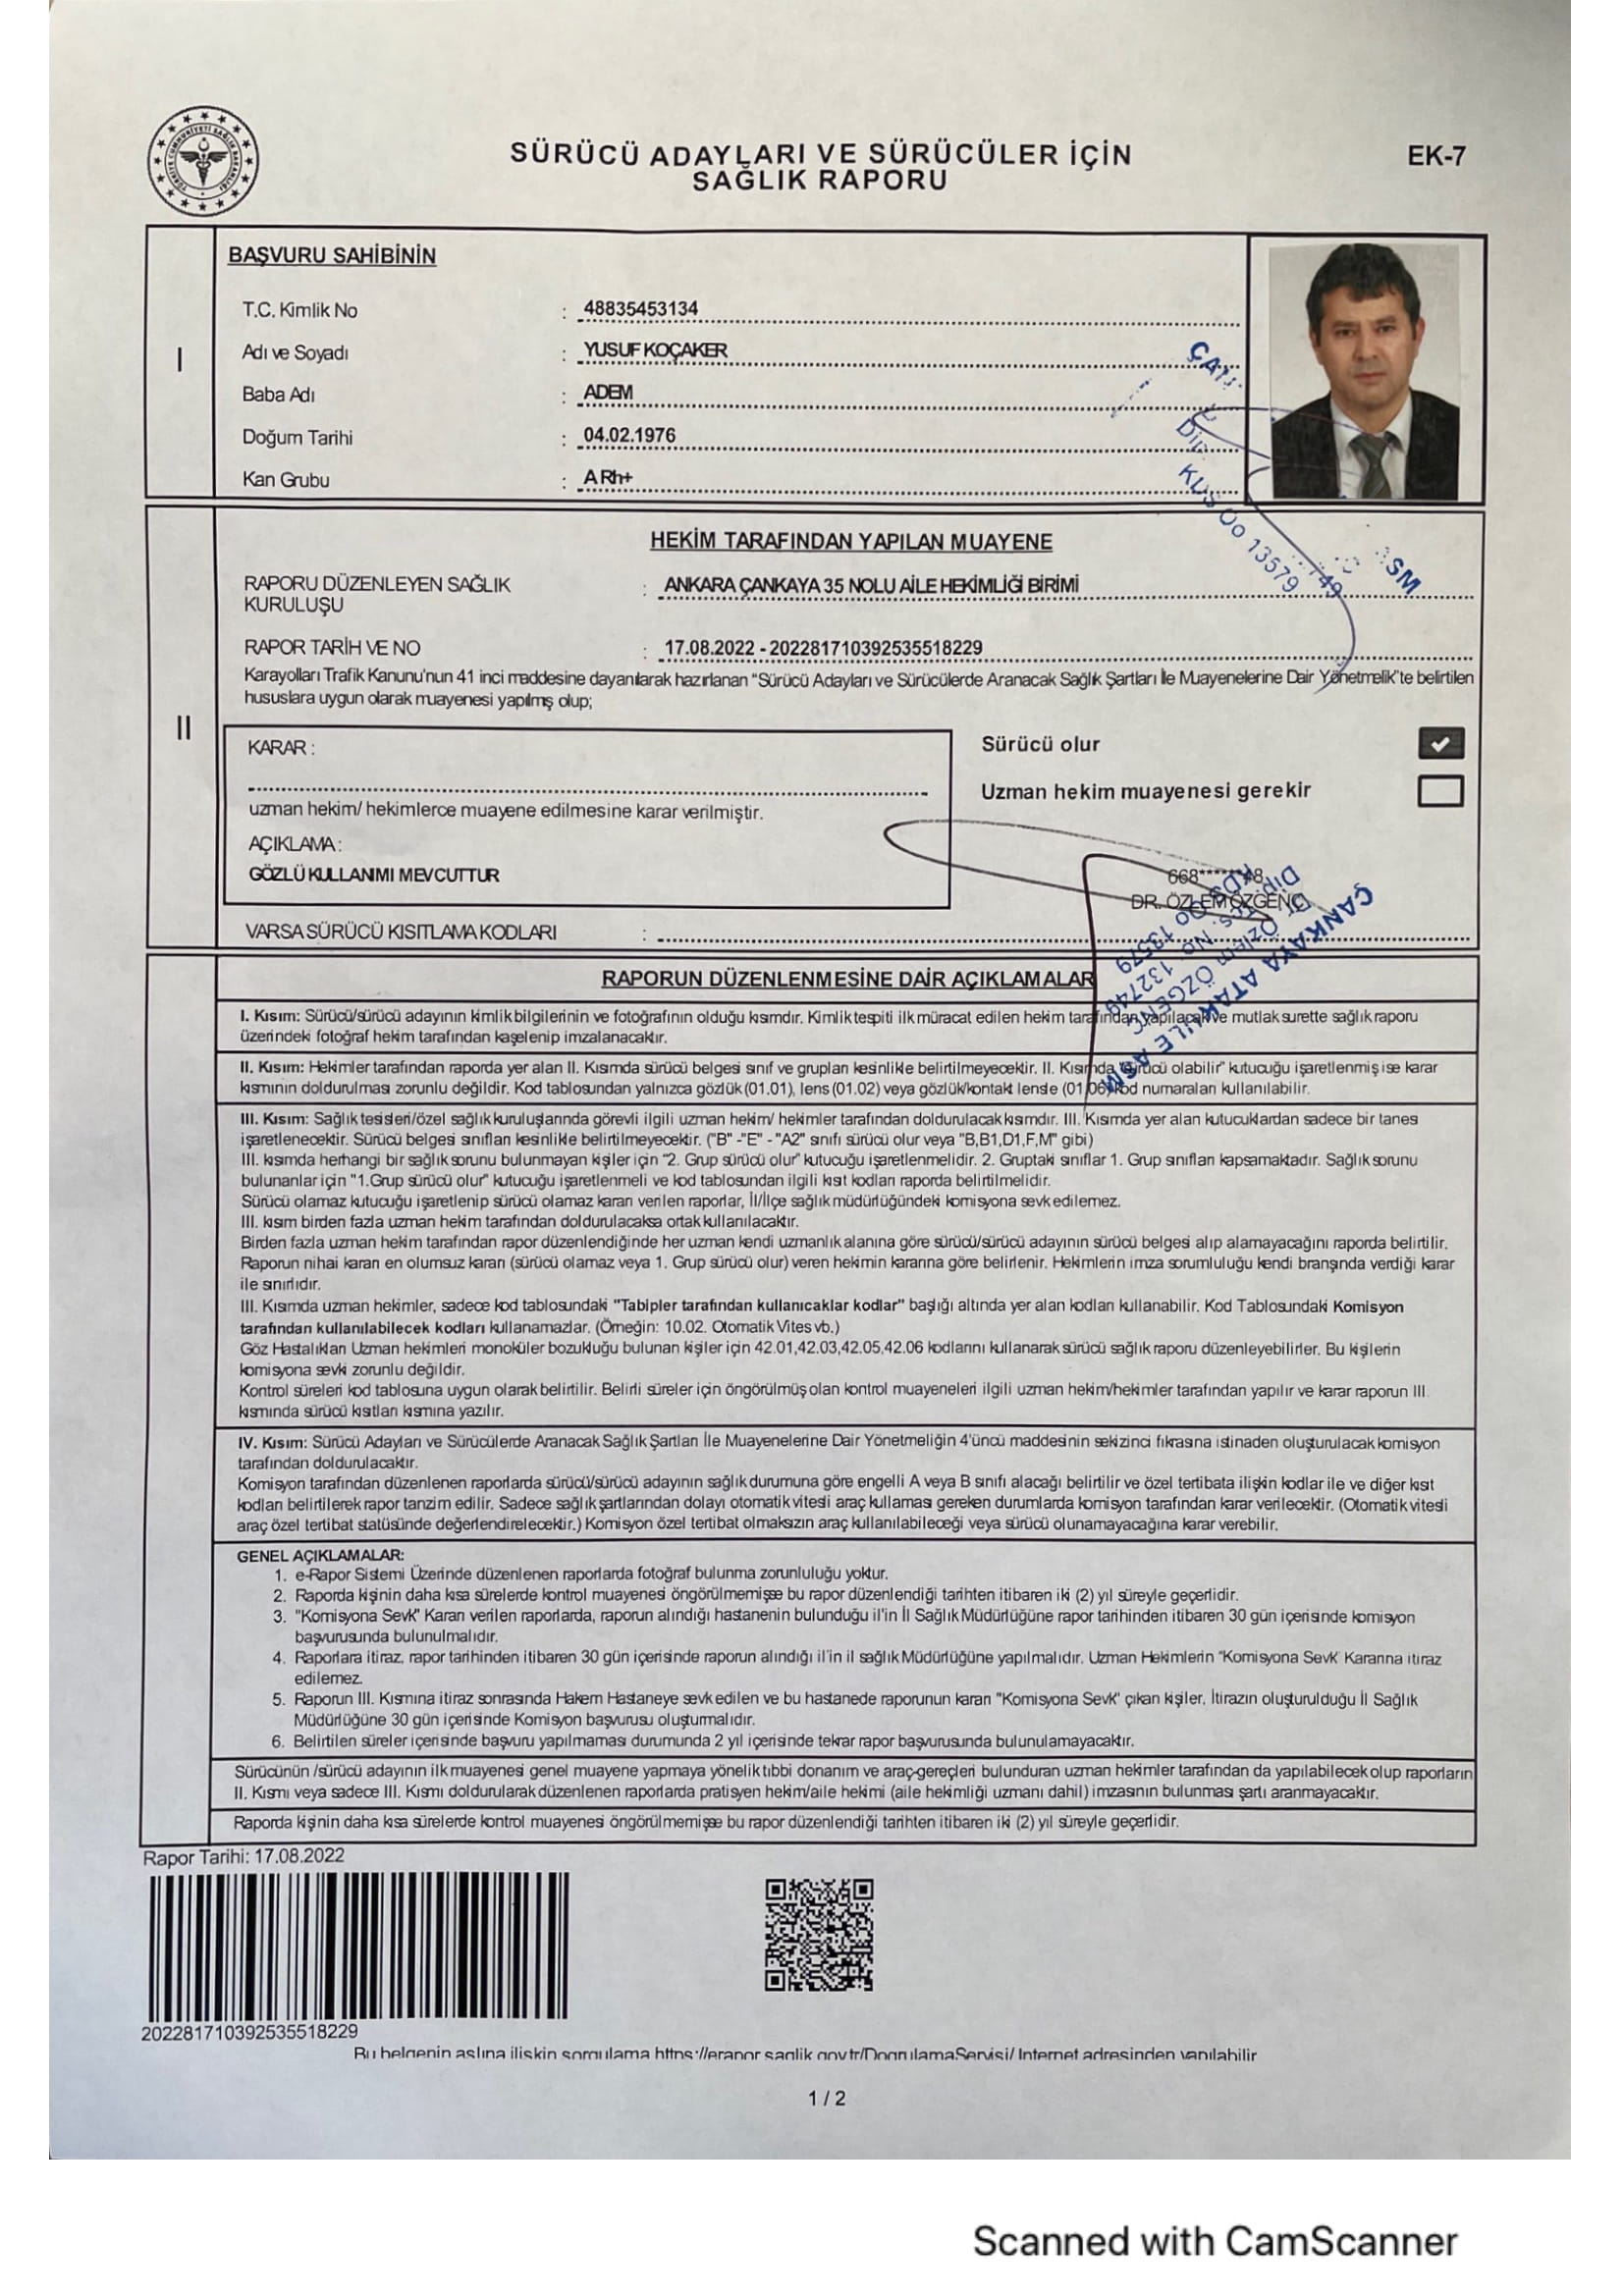 SÜRÜCÜ ADAYLARI VE SÜRÜCÜLER İÇİN
SAĞLIK RAPORU
EK-7
I
BAŞVURU SAHİBİNİN
T.C. Kimlik No : 48835453134
Adı ve Soyadı : YUSUF KOÇAKER
Baba Adı : ADEM
Doğum Tarihi : 04.02.1976
Kan Grubu : A Rh+
II
HEKİM TARAFINDAN YAPILAN MUAYENE
RAPORU DÜZENLEYEN SAĞLIK : ANKARA ÇANKAYA 35 NOLU AİLE HEKİMLİĞİ BİRİMİ
KURULUŞU
RAPOR TARİH VE NO : 17.08.2022 - 202281710392535518229
Karayolları Trafik Kanunu'nun 41 inci maddesine dayanılarak hazırlanan "Sürücü Adayları ve Sürücülerde Aranacak Sağlık Şartları İle Muayenelerine Dair Yönetmelik"te belirtilen
hususlara uygun olarak muayenesi yapılmış olup;
KARAR :
uzman hekim/ hekimlerce muayene edilmesine karar verilmiştir.
AÇIKLAMA :
GÖZLÜ KULLANIMI MEVCUTTUR
Sürücü olur
Uzman hekim muayenesi gerekir
668******48
DR. ÖZLEM ÖZGENÇ
ÇANKAYA ATAKULE ASM
Dr. Özlem ÖZGENÇ
132749
13579
VARSA SÜRÜCÜ KISITLAMA KODLARI :
RAPORUN DÜZENLENMESİNE DAİR AÇIKLAMALAR
I. Kısım: Sürücü/sürücü adayının kimlik bilgilerinin ve fotoğrafının olduğu kısımdır. Kimlik tespiti ilk müracat edilen hekim tarafından yapılacak ve mutlak surette sağlık raporu
üzerindeki fotoğraf hekim tarafından kaşelenip imzalanacaktır.
II. Kısım: Hekimler tarafından raporda yer alan II. Kısımda sürücü belgesi sınıf ve grupları kesinlikle belirtilmeyecektir. II. Kısımda "sürücü olabilir" kutucuğu işaretlenmiş ise karar
kısmının doldurulması zorunlu değildir. Kod tablosundan yalnızca gözlük (01.01), lens (01.02) veya gözlük/kontakt lensle (01.06) kod numaraları kullanılabilir.
III. Kısım: Sağlık tesisleri/özel sağlık kuruluşlarında görevli ilgili uzman hekim/ hekimler tarafından doldurulacak kısımdır. III. Kısımda yer alan kutucuklardan sadece bir tanes
işaretlenecektir. Sürücü belgesi sınıfları kesinlikle belirtilmeyecektir. ("B" -"E" - "A2" sınıfı sürücü olur veya "B,B1,D1,F,M" gibi)
III. kısımda herhangi bir sağlık sorunu bulunmayan kişiler için "2. Grup sürücü olur" kutucuğu işaretlenmelidir. 2. Gruptaki sınıflar 1. Grup sınıfları kapsamaktadır. Sağlık sorunu
bulunanlar için "1.Grup sürücü olur" kutucuğu işaretlenmeli ve kod tablosundan ilgili kısıt kodları raporda belirtilmelidir.
Sürücü olamaz kutucuğu işaretlenip sürücü olamaz kararı verilen raporlar, İl/İlçe sağlık müdürlüğündeki komisyona sevk edilemez.
III. kısım birden fazla uzman hekim tarafından doldurulacaksa ortak kullanılacaktır.
Birden fazla uzman hekim tarafından rapor düzenlendiğinde her uzman kendi uzmanlık alanına göre sürücü/sürücü adayının sürücü belgesi alıp alamayacağını raporda belirtilir.
Raporun nihai kararı en olumsuz kararı (sürücü olamaz veya 1. Grup sürücü olur) veren hekimin kararına göre belirlenir. Hekimlerin imza sorumluluğu kendi branşında verdiği karar
ile sınırlıdır.
III. Kısımda uzman hekimler, sadece kod tablosundaki "Tabipler tarafından kullanıcaklar kodlar" başlığı altında yer alan kodları kullanabilir. Kod Tablosundaki Komisyon
tarafından kullanılabilecek kodları kullanamazlar. (Örneğin: 10.02. Otomatik Vites vb.)
Göz Hastalıkları Uzman hekimleri monoküler bozukluğu bulunan kişiler için 42.01,42.03,42.05,42.06 kodlarını kullanarak sürücü sağlık raporu düzenleyebilirler. Bu kişilerin
komisyona sevki zorunlu değildir.
Kontrol süreleri kod tablosuna uygun olarak belirtilir. Belirli süreler için öngörülmüş olan kontrol muayeneleri ilgili uzman hekim/hekimler tarafından yapılır ve karar raporun III.
kısmında sürücü kısıtları kısmına yazılır.
IV. Kısım: Sürücü Adayları ve Sürücülerde Aranacak Sağlık Şartları İle Muayenelerine Dair Yönetmeliğin 4'üncü maddesinin sekizinci fıkrasına istinaden oluşturulacak komisyon
tarafından doldurulacaktır.
Komisyon tarafından düzenlenen raporlarda sürücü/sürücü adayının sağlık durumuna göre engelli A veya B sınıfı alacağı belirtilir ve özel tertibata ilişkin kodlar ile ve diğer kısıt
kodları belirtilerek rapor tanzim edilir. Sadece sağlık şartlarından dolayı otomatik vitesli araç kullaması gereken durumlarda komisyon tarafından karar verilecektir. (Otomatik vitesli
araç özel tertibat statüsünde değerlendirelecektir.) Komisyon özel tertibat olmaksızın araç kullanılabileceği veya sürücü olunamayacağına karar verebilir.
GENEL AÇIKLAMALAR:
1. e-Rapor Sistemi Üzerinde düzenlenen raporlarda fotoğraf bulunma zorunluluğu yoktur.
2. Raporda kişinin daha kısa sürelerde kontrol muayenesi öngörülmemişse bu rapor düzenlendiği tarihten itibaren iki (2) yıl süreyle geçerlidir.
3. "Komisyona Sevk" Kararı verilen raporlarda, raporun alındığı hastanenin bulunduğu il'in İl Sağlık Müdürlüğüne rapor tarihinden itibaren 30 gün içerisinde komisyon
başvurusunda bulunulmalıdır.
4. Raporlara itiraz, rapor tarihinden itibaren 30 gün içerisinde raporun alındığı il'in il sağlık Müdürlüğüne yapılmalıdır. Uzman Hekimlerin "Komisyona Sevk" Kararına itiraz
edilemez.
5. Raporun III. Kısmına itiraz sonrasında Hakem Hastaneye sevk edilen ve bu hastanede raporunun kararı "Komisyona Sevk" çıkan kişiler, İtirazın oluşturulduğu İl Sağlık
Müdürlüğüne 30 gün içerisinde Komisyon başvurusu oluşturmalıdır.
6. Belirtilen süreler içerisinde başvuru yapılmaması durumunda 2 yıl içerisinde tekrar rapor başvurusunda bulunulamayacaktır.
Sürücünün /sürücü adayının ilk muayenesi genel muayene yapmaya yönelik tıbbi donanım ve araç-gereçleri bulunduran uzman hekimler tarafından da yapılabilecek olup raporların
II. Kısmı veya sadece III. Kısmı doldurularak düzenlenen raporlarda pratisyen hekim/aile hekimi (aile hekimliği uzmanı dahil) imzasının bulunması şartı aranmayacaktır.
Raporda kişinin daha kısa sürelerde kontrol muayenesi öngörülmemişse bu rapor düzenlendiği tarihten itibaren iki (2) yıl süreyle geçerlidir.
Rapor Tarihi: 17.08.2022
202281710392535518229
Bu belgenin aslına ilişkin sorgulama https://erapor.saglik.gov.tr/DogrulamaServisi/ Internet adresinden yapılabilir
1 / 2
Scanned with CamScanner